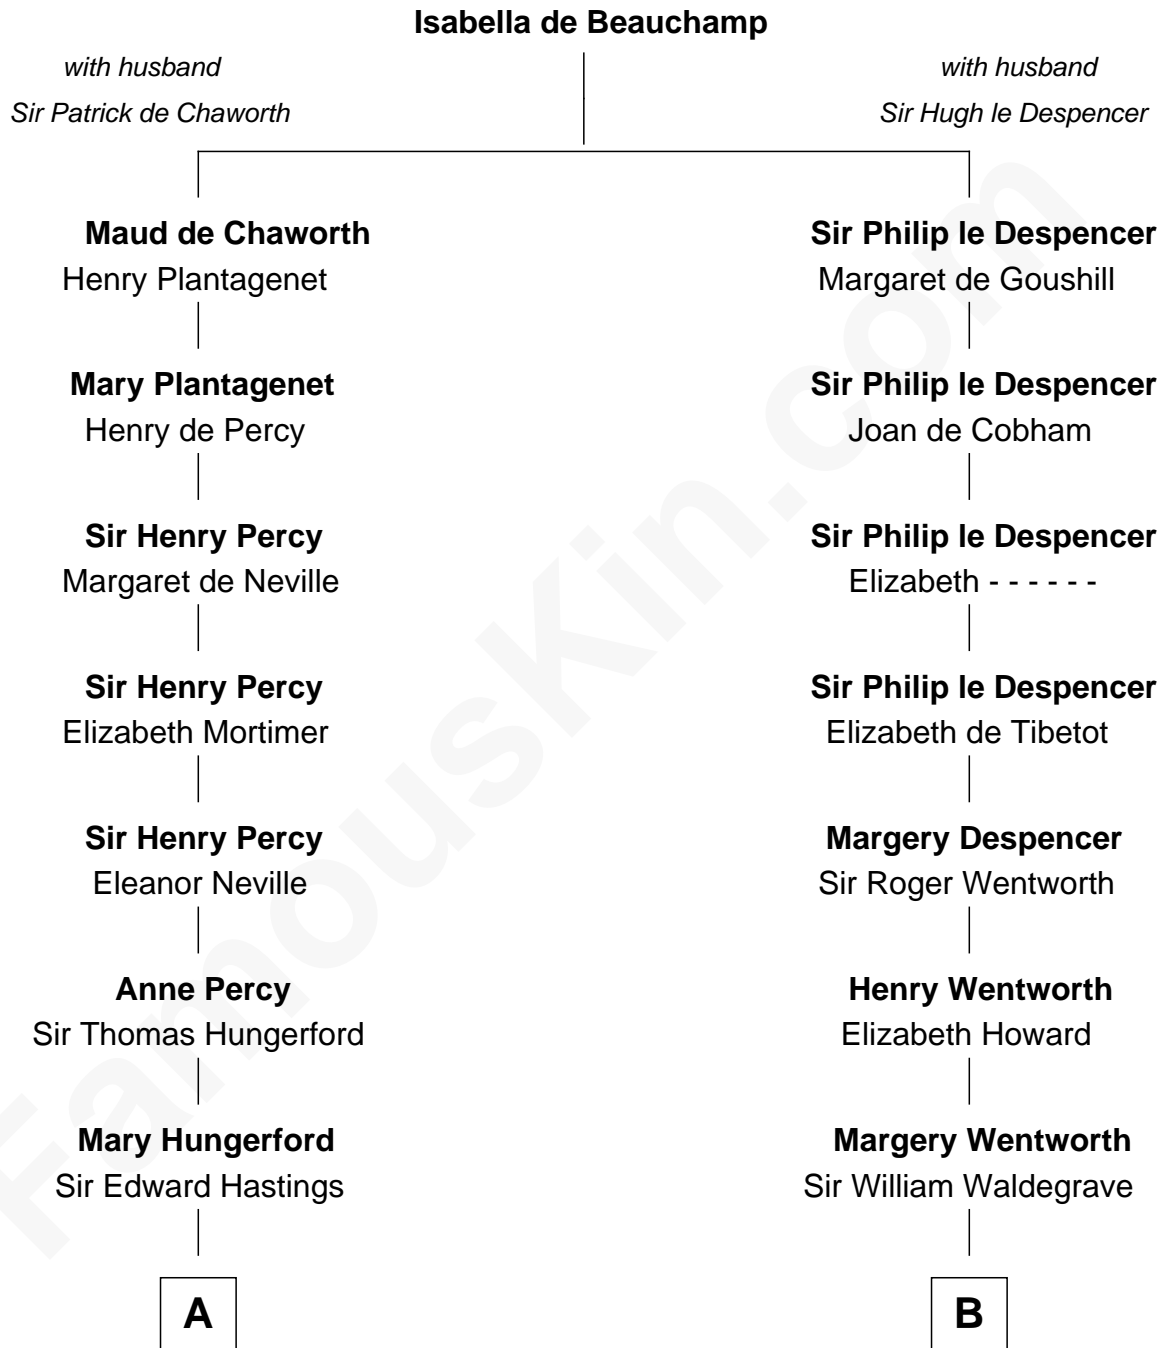 Isabella de Beauchamp
with husband
Sir Patrick de Chaworth
with husband
Sir Hugh le Despencer
Maud de Chaworth
Henry Plantagenet
Sir Philip le Despencer
Margaret de Goushill
Mary Plantagenet
Henry de Percy
Sir Philip le Despencer
Joan de Cobham
Sir Henry Percy
Margaret de Neville
Sir Philip le Despencer
Elizabeth - - - - - -
Sir Henry Percy
Elizabeth Mortimer
Sir Philip le Despencer
Elizabeth de Tibetot
Sir Henry Percy
Eleanor Neville
Margery Despencer
Sir Roger Wentworth
Anne Percy
Sir Thomas Hungerford
Henry Wentworth
Elizabeth Howard
Mary Hungerford
Sir Edward Hastings
Margery Wentworth
Sir William Waldegrave
A
B
FamousKin.com